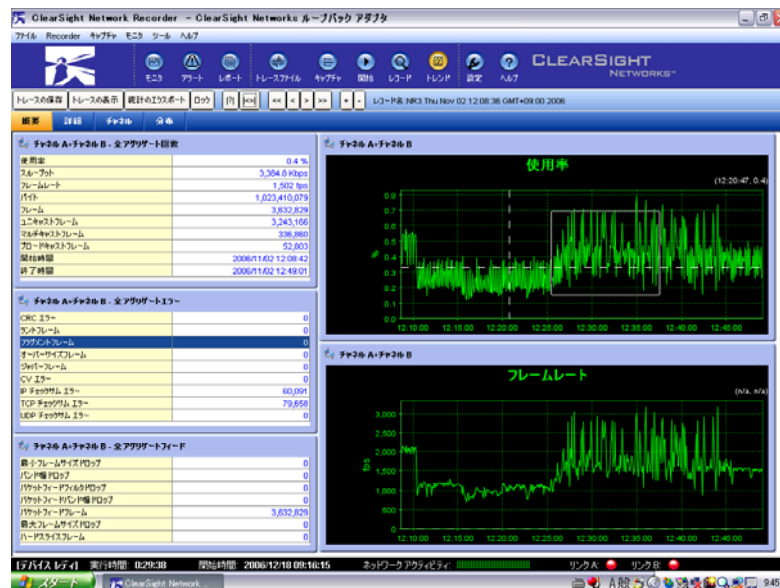 ClearSight Network Recorder - ClearSight Networks ループバック アダプタ
ファイル Recorder キャプチャ モニタ ツール ヘルプ
モニタ アラート レポート トレースファイル キャプチャ 開始 レコード トレンド 設定 ヘルプ
CLEARSIGHT NETWORKS
トレースの保存 トレースの表示 統計のエクスポート ロック [?] << < > >> + - レコード名:NR3 Thu Nov 02 12:08:36 GMT+09:00 2006
概要 詳細 チャネル 分布
チャネル A+チャネル B - 全アグリゲート回数
使用率 0.4 %
スループット 3,384.8 Kbps
フレームレート 1,502 fps
バイト 1,023,410,079
フレーム 3,632,829
ユニキャストフレーム 3,243,166
マルチキャストフレーム 336,860
ブロードキャストフレーム 52,803
開始時間 2006/11/02 12:08:42
終了時間 2006/11/02 12:49:01
チャネル A+チャネル B - 全アグリゲートエラー
CRC エラー 0
ラントフレーム 0
フラグメントフレーム 0
オーバーサイズフレーム 0
ジャバーフレーム 0
CV エラー 0
IP チェックサム エラー 60,091
TCP チェックサム エラー 79,658
UDP チェックサム エラー 0
チャネル A+チャネル B - 全アグリゲートフィード
最小フレームサイズドロップ 0
バンド幅ドロップ 0
パケットフィードフィルタドロップ 0
パケットフィードバンド幅ドロップ 0
パケットフィードフレーム 3,632,829
最大フレームサイズドロップ 0
ハードスライスフレーム 0
チャネル A+チャネル B
使用率
(12:20:47, 0.4)
0.8
0.7
0.6
0.5
%
0.4
0.3
0.2
0.1
0.0
12:10:00 12:15:00 12:20:00 12:25:00 12:30:00 12:35:00 12:40:00 12:45:00
チャネル A+チャネル B
フレームレート
(n/a, n/a)
3,000
2,500
2,000
fps
1,500
1,000
500
0
12:10:00 12:15:00 12:20:00 12:25:00 12:30:00 12:35:00 12:40:00 12:45:00
[デバイス レディ] 実行時間: 0:29:38 開始時間: 2006/12/18 09:16:15 ネットワーク アクティビティ: リンク A: リンク B:
スタート ClearSight Network ... A 般 9:45